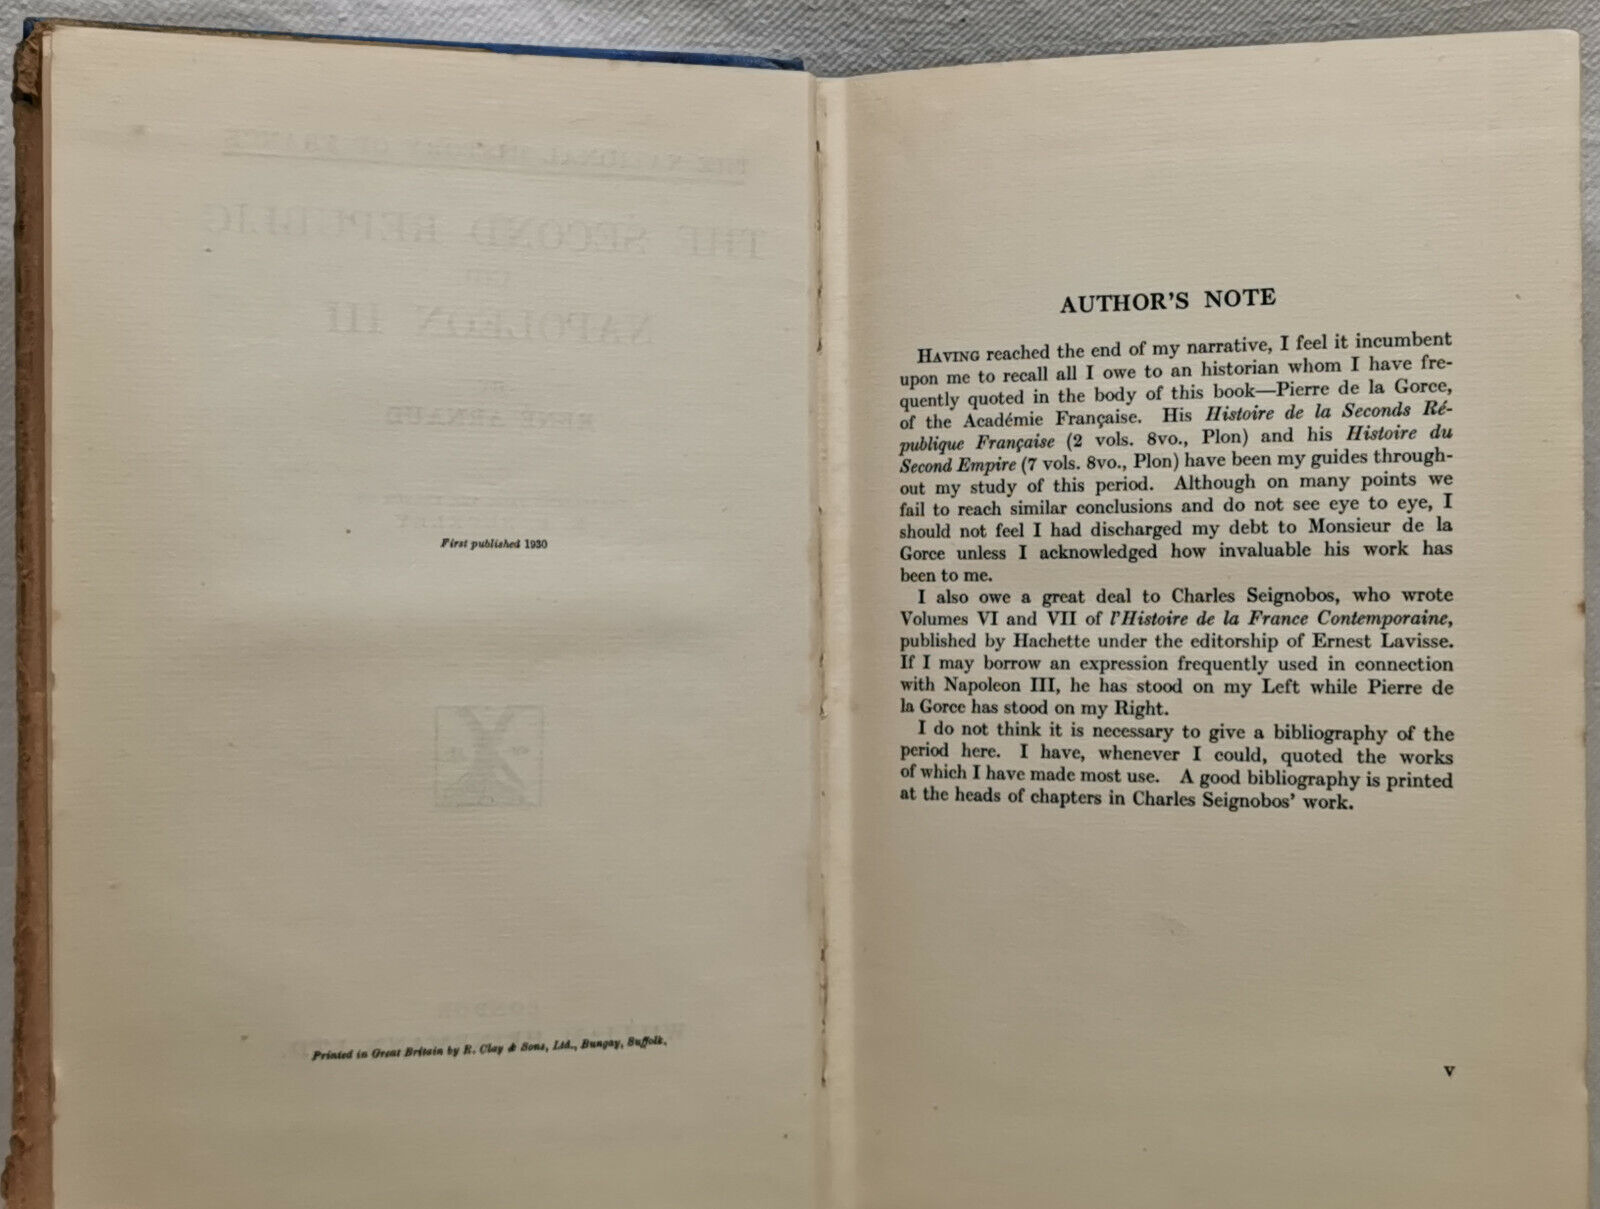 First published 1930
Printed in Great Britain by R. Clay & Sons, Ltd., Bungay, Suffolk.
AUTHOR'S NOTE
HAVING reached the end of my narrative, I feel it incumbent
upon me to recall all I owe to an historian whom I have fre-
quently quoted in the body of this book—Pierre de la Gorce,
of the Académie Française. His Histoire de la Seconds Ré-
publique Française (2 vols. 8vo., Plon) and his Histoire du
Second Empire (7 vols. 8vo., Plon) have been my guides through-
out my study of this period. Although on many points we
fail to reach similar conclusions and do not see eye to eye, I
should not feel I had discharged my debt to Monsieur de la
Gorce unless I acknowledged how invaluable his work has
been to me.
I also owe a great deal to Charles Seignobos, who wrote
Volumes VI and VII of l'Histoire de la France Contemporaine,
published by Hachette under the editorship of Ernest Lavisse.
If I may borrow an expression frequently used in connection
with Napoleon III, he has stood on my Left while Pierre de
la Gorce has stood on my Right.
I do not think it is necessary to give a bibliography of the
period here. I have, whenever I could, quoted the works
of which I have made most use. A good bibliography is printed
at the heads of chapters in Charles Seignobos' work.
v